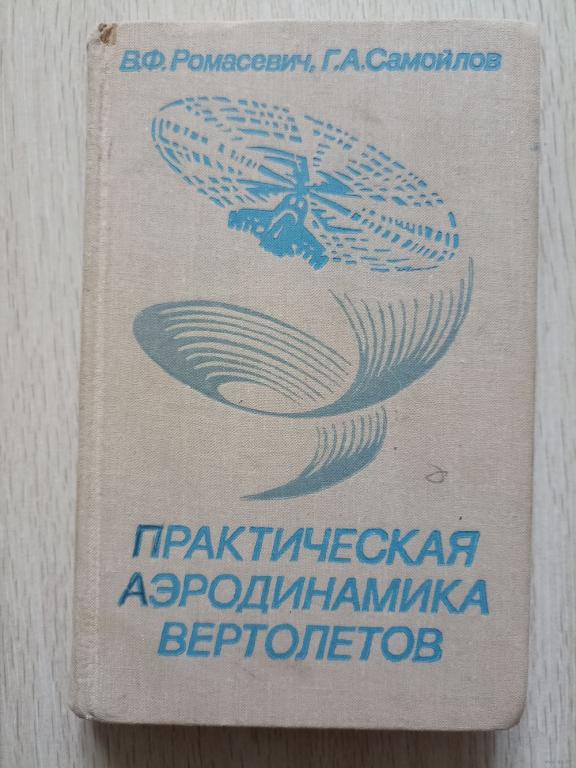 В.Ф. Ромасевич, Г.А. Самойлов
ПРАКТИЧЕСКАЯ
АЭРОДИНАМИКА
ВЕРТОЛЕТОВ